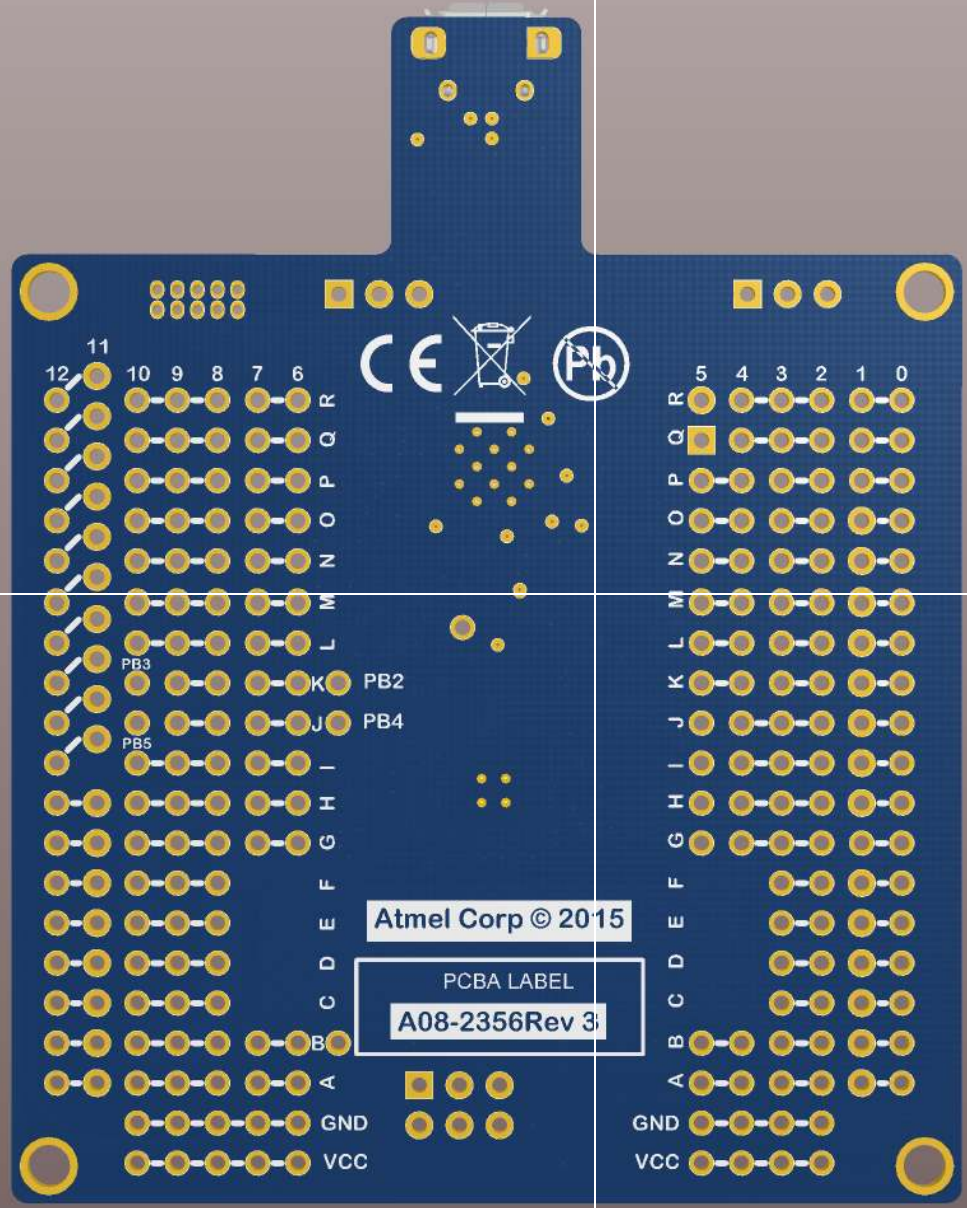 CE
Pb
11
12 10 9 8 7 6
5 4 3 2 1 0
R R
Q Q
P P
O O
N N
M M
L L
PB3
K PB2 K
J PB4 J
PB5
I I
H H
G G
F F
E E
D D
C C
B B
A A
GND GND
VCC VCC
Atmel Corp © 2015
PCBA LABEL
A08-2356Rev 3